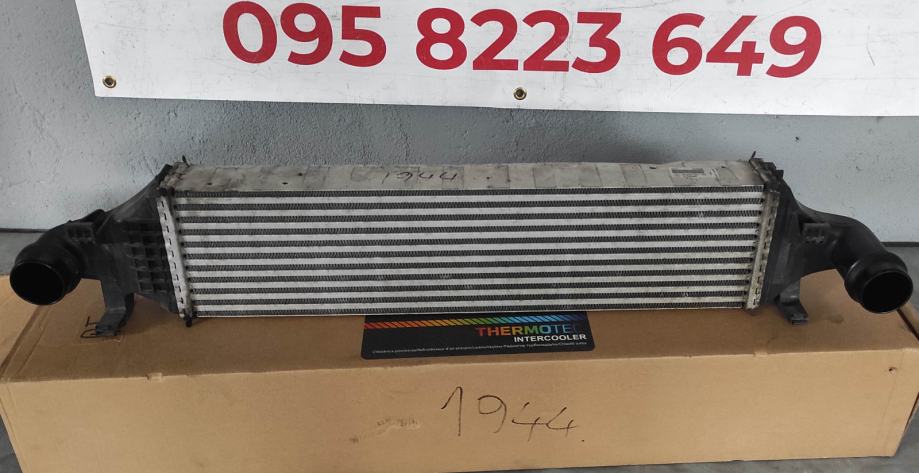 095 8223 649
1944
THERMOTEC
INTERCOOLER
1944